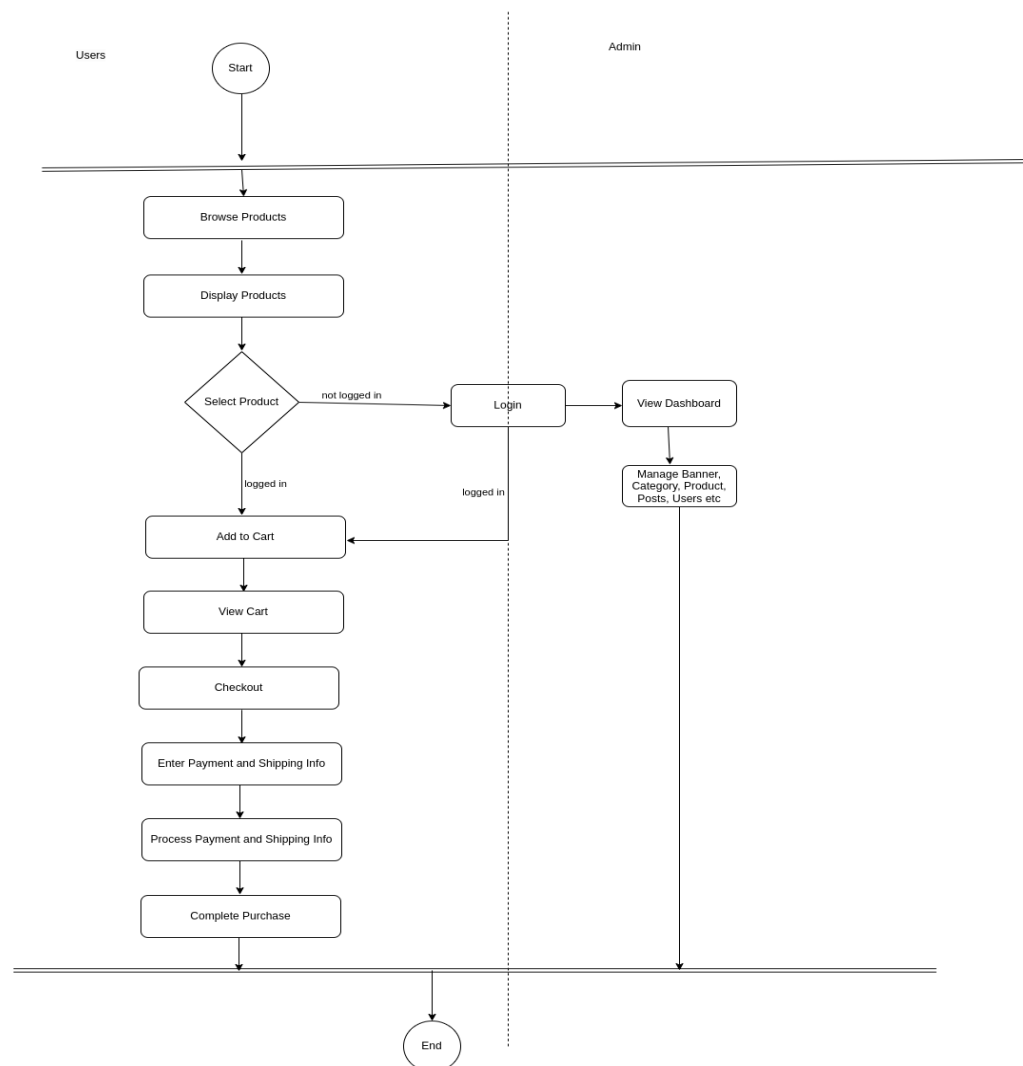 Users
Admin
Start
Browse Products
Display Products
Select Product
not logged in
Login
View Dashboard
logged in
Manage Banner,
Category, Product,
Posts, Users etc
logged in
Add to Cart
View Cart
Checkout
Enter Payment and Shipping Info
Process Payment and Shipping Info
Complete Purchase
End